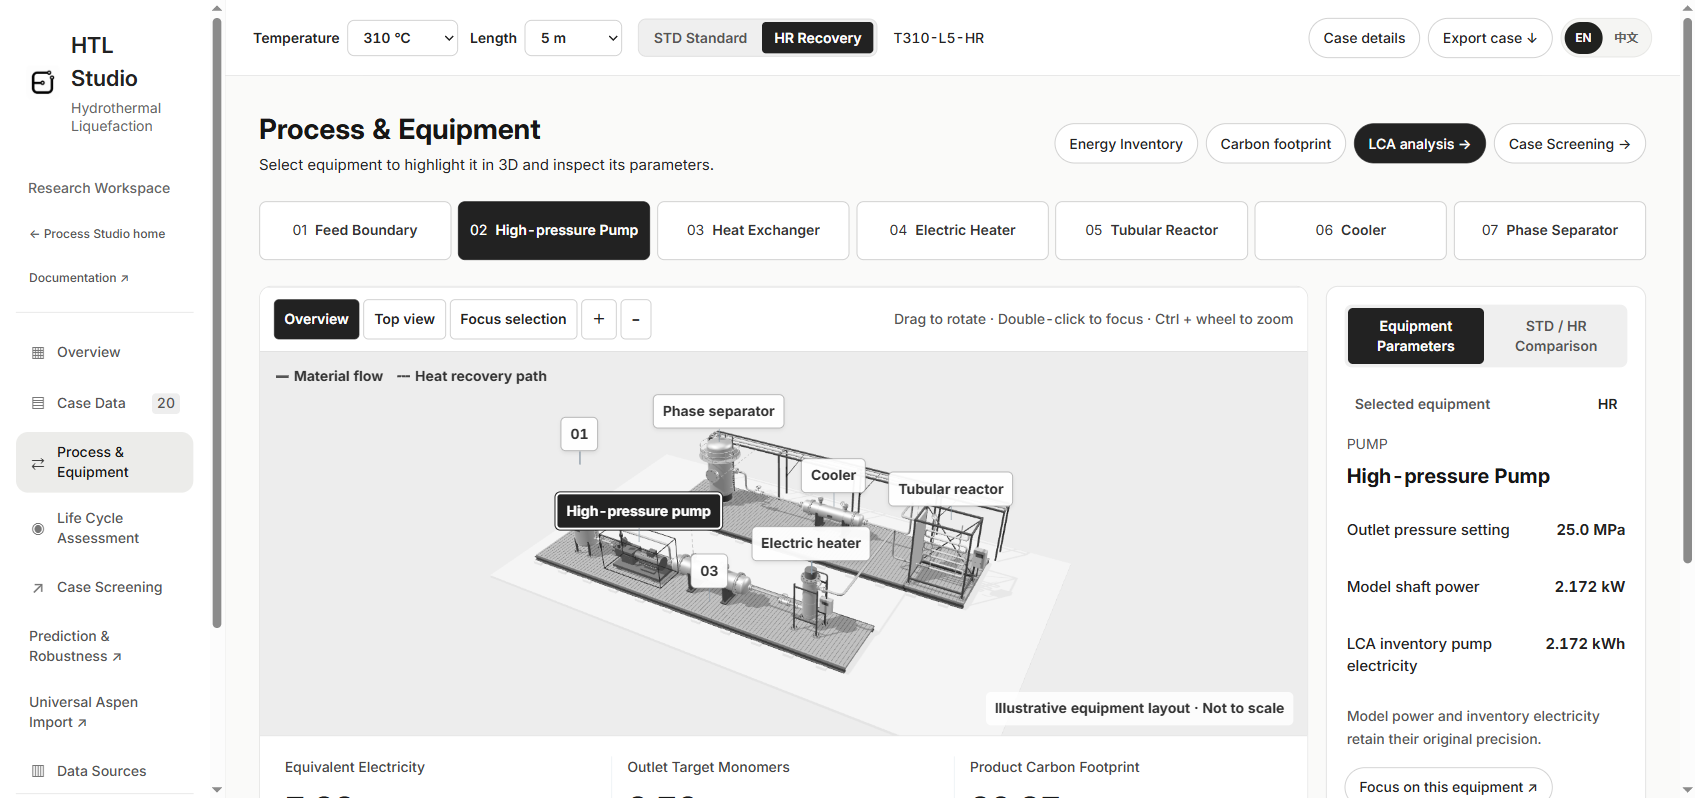 HTL
Studio
Hydrothermal
Liquefaction
Research Workspace
← Process Studio home
Documentation ↗
Overview
Case Data 20
Process &
Equipment
Life Cycle
Assessment
Case Screening
Prediction &
Robustness ↗
Universal Aspen
Import ↗
Data Sources
Temperature 310 °C Length 5 m STD Standard HR Recovery T310-L5-HR
Case details Export case ↓ EN 中文
Process & Equipment
Select equipment to highlight it in 3D and inspect its parameters.
Energy Inventory Carbon footprint LCA analysis → Case Screening →
01 Feed Boundary 02 High-pressure Pump 03 Heat Exchanger 04 Electric Heater 05 Tubular Reactor 06 Cooler 07 Phase Separator
Overview Top view Focus selection + - Drag to rotate · Double-click to focus · Ctrl + wheel to zoom
Material flow Heat recovery path
Phase separator
01
Cooler
Tubular reactor
High-pressure pump
Electric heater
03
Illustrative equipment layout · Not to scale
Equivalent Electricity Outlet Target Monomers Product Carbon Footprint
Equipment
Parameters
STD / HR
Comparison
Selected equipment HR
PUMP
High-pressure Pump
Outlet pressure setting 25.0 MPa
Model shaft power 2.172 kW
LCA inventory pump
electricity 2.172 kWh
Model power and inventory electricity
retain their original precision.
Focus on this equipment ↗